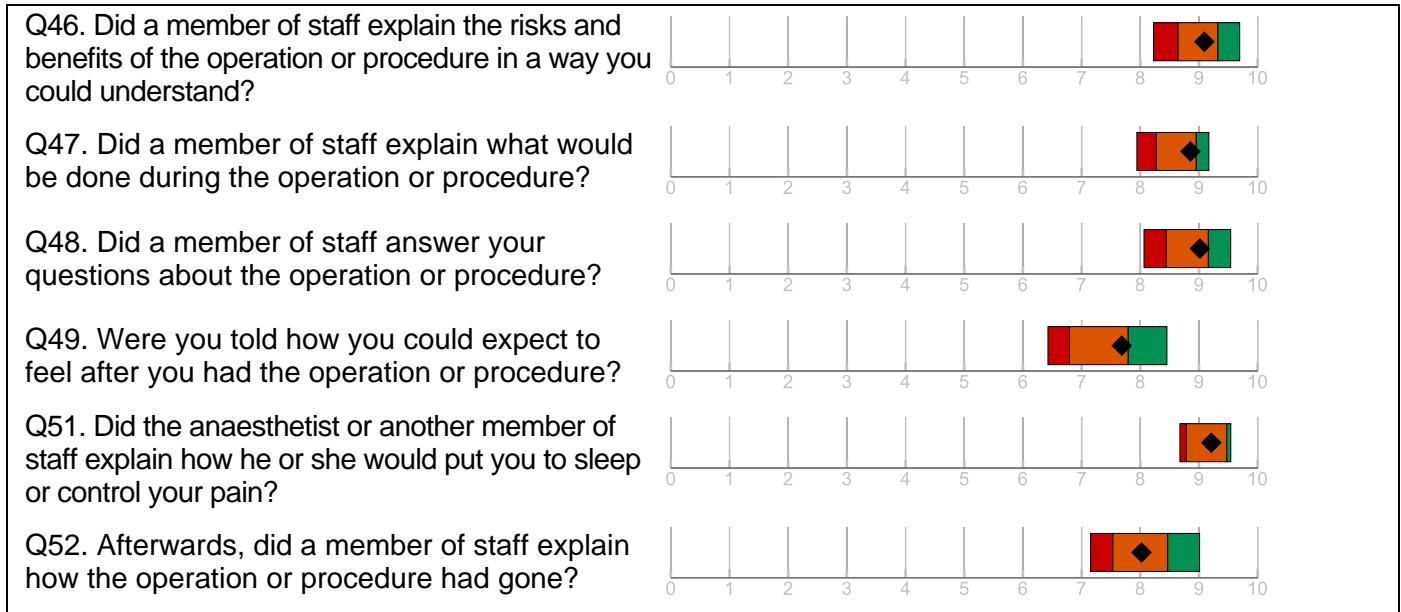 Q46. Did a member of staff explain the risks and
benefits of the operation or procedure in a way you
could understand?
0 1 2 3 4 5 6 7 8 9 10
Q47. Did a member of staff explain what would
be done during the operation or procedure?
0 1 2 3 4 5 6 7 8 9 10
Q48. Did a member of staff answer your
questions about the operation or procedure?
0 1 2 3 4 5 6 7 8 9 10
Q49. Were you told how you could expect to
feel after you had the operation or procedure?
0 1 2 3 4 5 6 7 8 9 10
Q51. Did the anaesthetist or another member of
staff explain how he or she would put you to sleep
or control your pain?
0 1 2 3 4 5 6 7 8 9 10
Q52. Afterwards, did a member of staff explain
how the operation or procedure had gone?
0 1 2 3 4 5 6 7 8 9 10